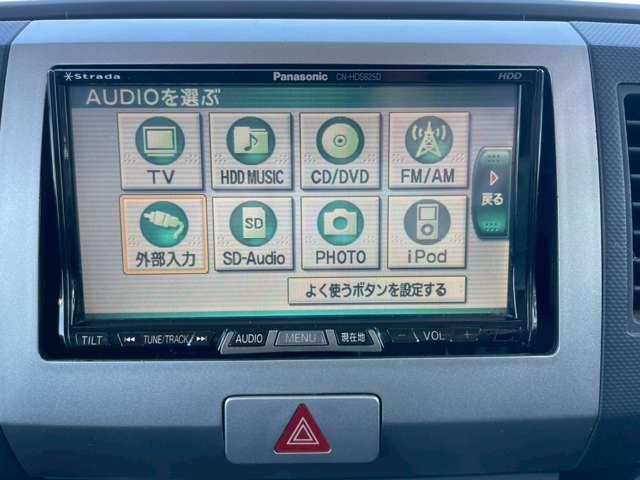 Strada Panasonic CN-HDS625D HDD
AUDIOを選ぶ
TV HDD MUSIC CD/DVD FM/AM
戻る
SD
外部入力 SD-Audio PHOTO iPod
よく使うボタンを設定する
TILT TUNE/TRACK AUDIO MENU 現在地 − VOL